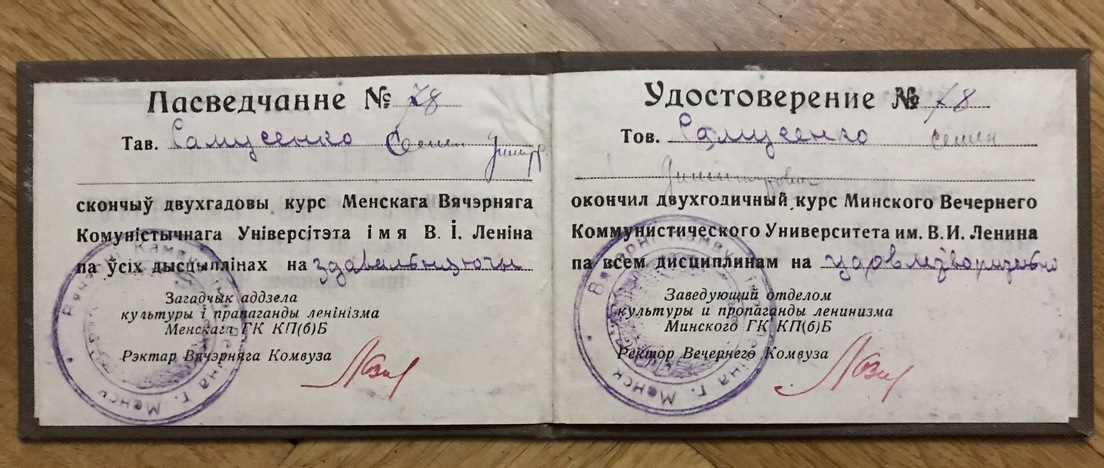 Пасведчанне № 78
Тав. Самусенко Семен
скончыў двухгадовы курс Менскага Вячэрняга
Комуністычнага Універсітэта імя В. І. Леніна
па ўсіх дысцыплінах на здавальняюча
Загадчык аддзела
культуры і прапаганды ленінізма
Менскага ГК КП(б)Б
Рэктар Вячэрняга Комвуза
Удостоверение № 78
Тов. Самусенко Семен
окончил двухгодичный курс Минского Вечернего
Коммунистического Университета им. В.И. Ленина
па всем дисциплинам на удовлетворительно
Заведующий отделом
культуры и пропаганды ленинизма
Минского ГК КП(б)Б
Ректор Вечернего Комвуза
г. Менск
г. Менск